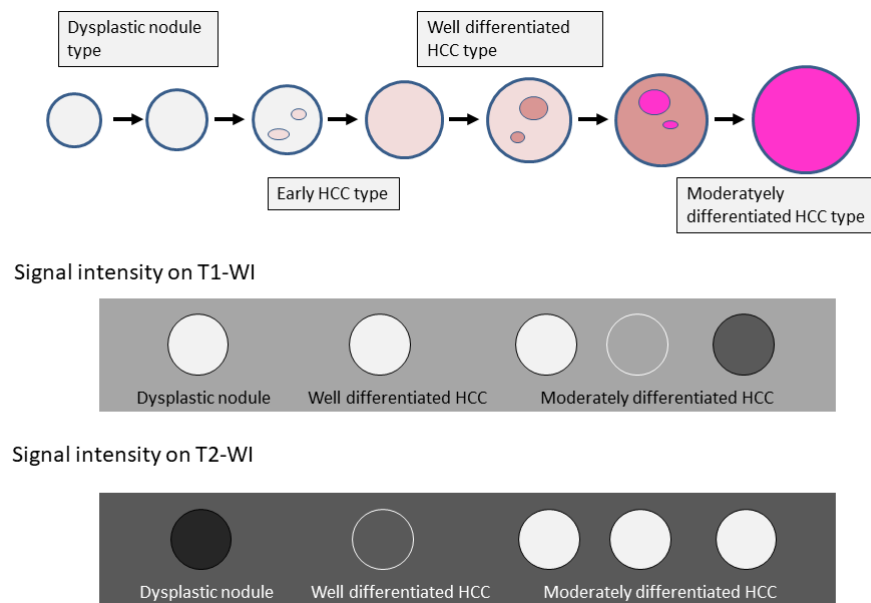 Dysplastic nodule
type
Well differentiated
HCC type
Early HCC type
Moderatyely
differentiated HCC type
Signal intensity on T1-WI
Dysplastic nodule
Well differentiated HCC
Moderately differentiated HCC
Signal intensity on T2-WI
Dysplastic nodule
Well differentiated HCC
Moderately differentiated HCC